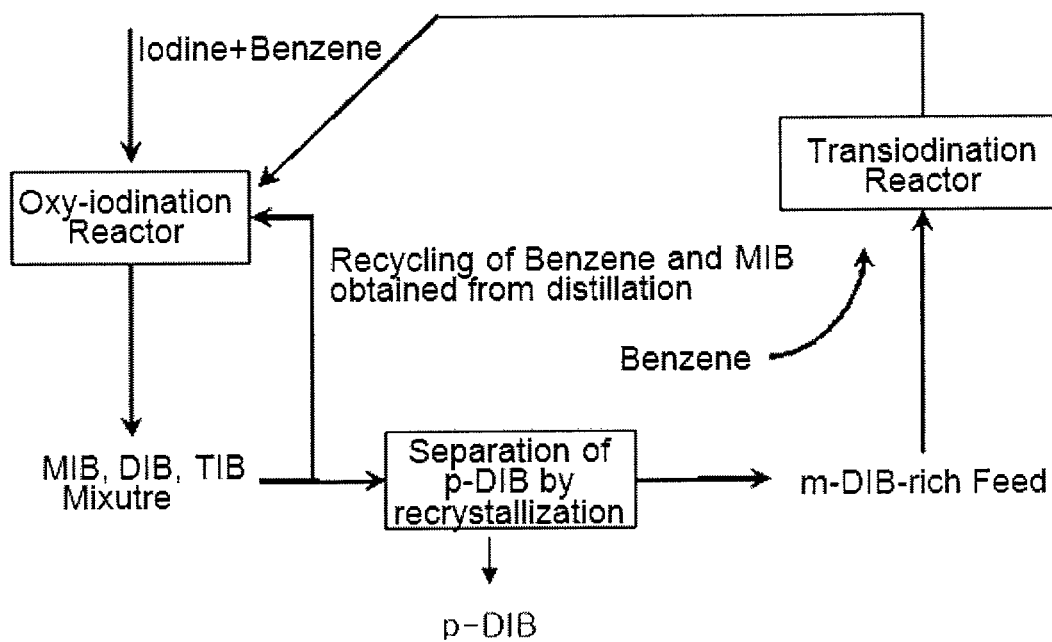 Iodine+Benzene
Oxy-iodination
Reactor
Transiodination
Reactor
Recycling of Benzene and MIB
obtained from distillation
Benzene
MIB, DIB, TIB
Mixutre
Separation of
p-DIB by
recrystallization
m-DIB-rich Feed
p-DIB